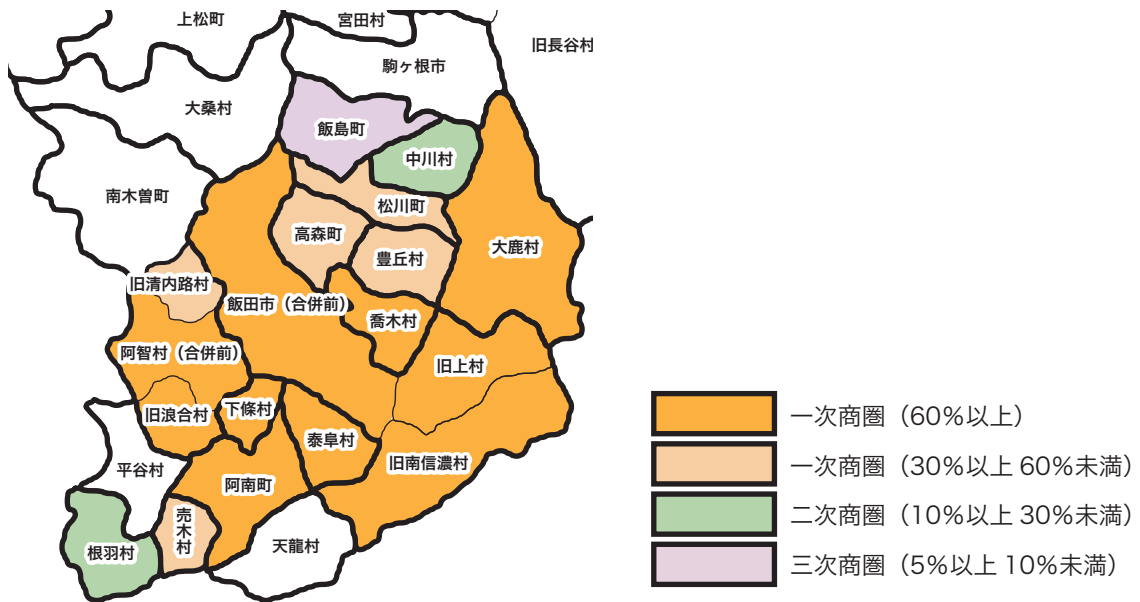 上松町
宮田村
旧長谷村
駒ヶ根市
大桑村
飯島町
中川村
南木曽町
松川町
高森町
大鹿村
豊丘村
旧清内路村
飯田市（合併前）
喬木村
阿智村（合併前）
旧上村
旧浪合村
下條村
泰阜村
旧南信濃村
平谷村
阿南町
売木村
天龍村
根羽村
一次商圏（60％以上）
一次商圏（30％以上 60％未満）
二次商圏（10％以上 30％未満）
三次商圏（5％以上 10％未満）